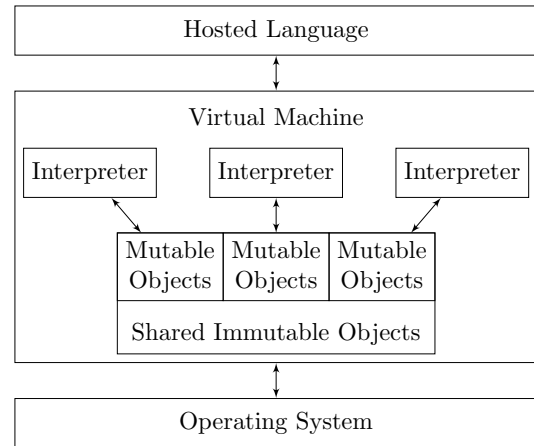 Hosted Language
Virtual Machine
Interpreter
Interpreter
Interpreter
Mutable
Objects
Mutable
Objects
Mutable
Objects
Shared Immutable Objects
Operating System